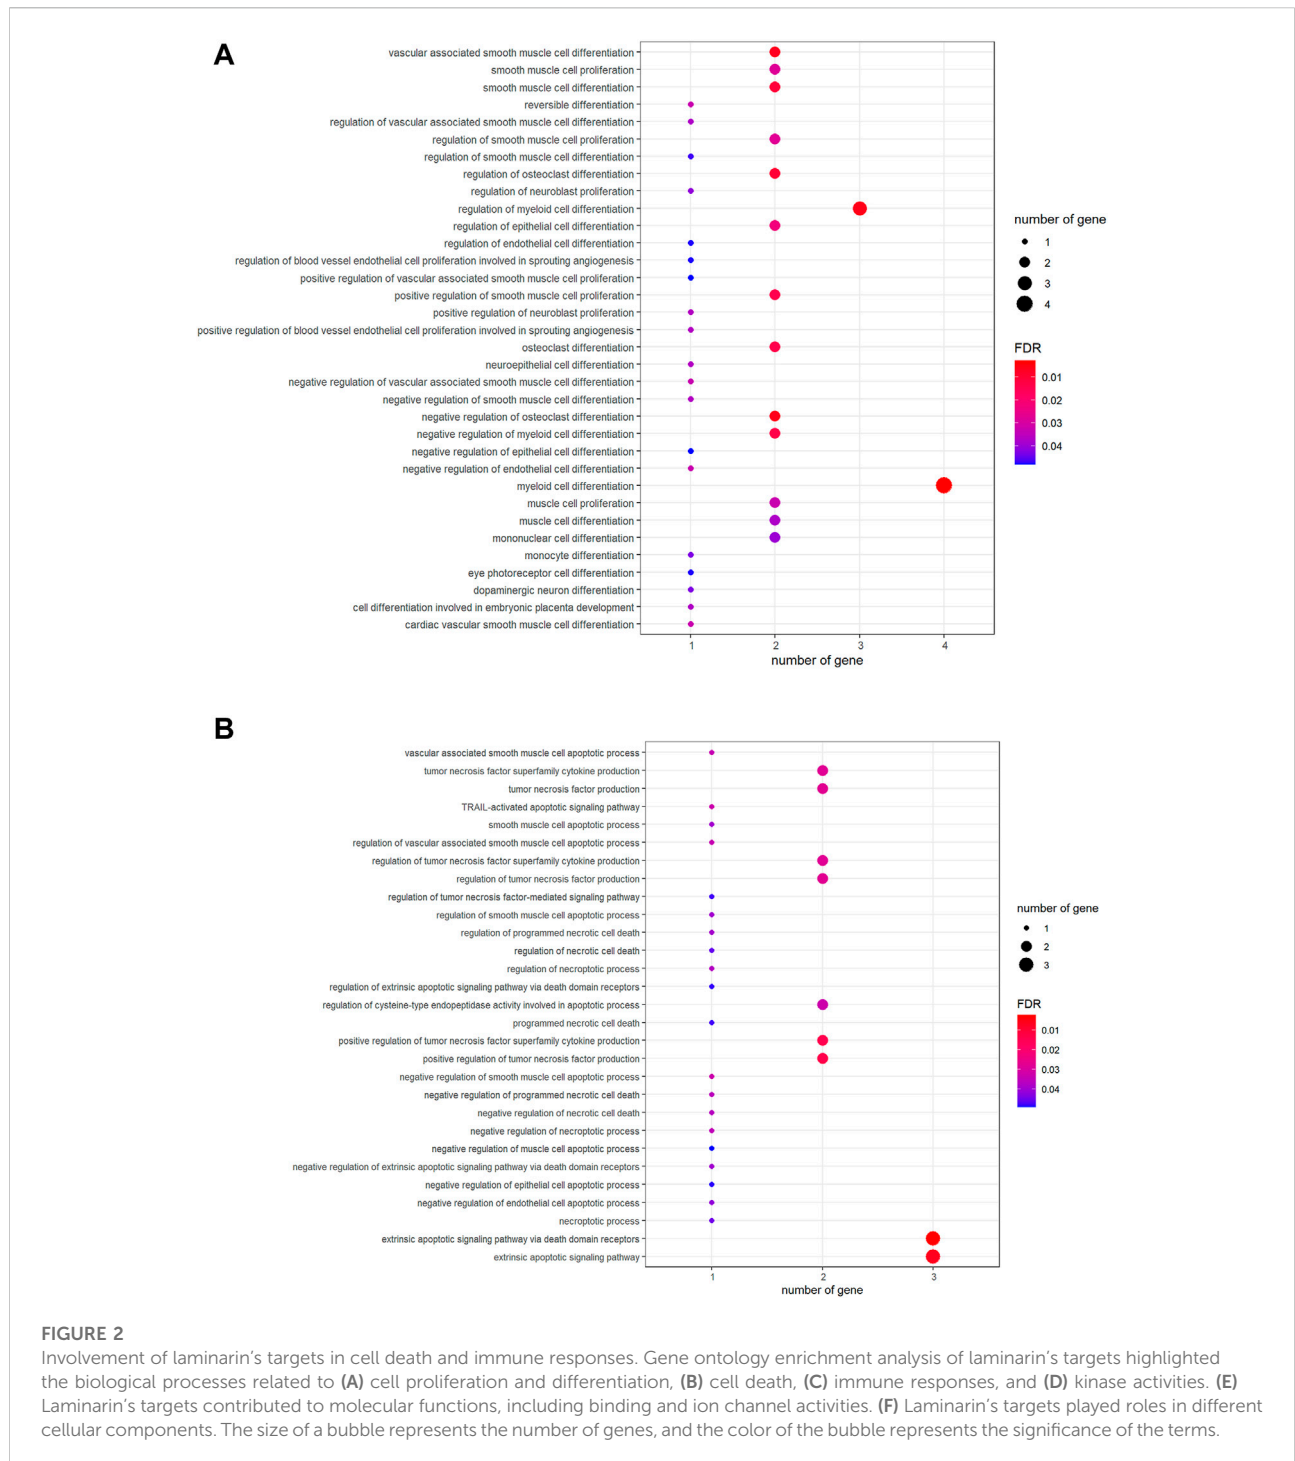 A
vascular associated smooth muscle cell differentiation
smooth muscle cell proliferation
smooth muscle cell differentiation
reversible differentiation
regulation of vascular associated smooth muscle cell differentiation
regulation of smooth muscle cell proliferation
regulation of smooth muscle cell differentiation
regulation of osteoclast differentiation
regulation of neuroblast proliferation
regulation of myeloid cell differentiation
regulation of epithelial cell differentiation
regulation of endothelial cell differentiation
regulation of blood vessel endothelial cell proliferation involved in sprouting angiogenesis
positive regulation of vascular associated smooth muscle cell proliferation
positive regulation of smooth muscle cell proliferation
positive regulation of neuroblast proliferation
positive regulation of blood vessel endothelial cell proliferation involved in sprouting angiogenesis
osteoclast differentiation
neuroepithelial cell differentiation
negative regulation of vascular associated smooth muscle cell differentiation
negative regulation of smooth muscle cell differentiation
negative regulation of osteoclast differentiation
negative regulation of myeloid cell differentiation
negative regulation of epithelial cell differentiation
negative regulation of endothelial cell differentiation
myeloid cell differentiation
muscle cell proliferation
muscle cell differentiation
mononuclear cell differentiation
monocyte differentiation
eye photoreceptor cell differentiation
dopaminergic neuron differentiation
cell differentiation involved in embryonic placenta development
cardiac vascular smooth muscle cell differentiation
1 2 3 4
number of gene
number of gene
1
2
3
4
FDR
0.01
0.02
0.03
0.04
B
vascular associated smooth muscle cell apoptotic process
tumor necrosis factor superfamily cytokine production
tumor necrosis factor production
TRAIL-activated apoptotic signaling pathway
smooth muscle cell apoptotic process
regulation of vascular associated smooth muscle cell apoptotic process
regulation of tumor necrosis factor superfamily cytokine production
regulation of tumor necrosis factor production
regulation of tumor necrosis factor-mediated signaling pathway
regulation of smooth muscle cell apoptotic process
regulation of programmed necrotic cell death
regulation of necrotic cell death
regulation of necroptotic process
regulation of extrinsic apoptotic signaling pathway via death domain receptors
regulation of cysteine-type endopeptidase activity involved in apoptotic process
programmed necrotic cell death
positive regulation of tumor necrosis factor superfamily cytokine production
positive regulation of tumor necrosis factor production
negative regulation of smooth muscle cell apoptotic process
negative regulation of programmed necrotic cell death
negative regulation of necrotic cell death
negative regulation of necroptotic process
negative regulation of muscle cell apoptotic process
negative regulation of extrinsic apoptotic signaling pathway via death domain receptors
negative regulation of epithelial cell apoptotic process
negative regulation of endothelial cell apoptotic process
necroptotic process
extrinsic apoptotic signaling pathway via death domain receptors
extrinsic apoptotic signaling pathway
1 2 3
number of gene
number of gene
1
2
3
FDR
0.01
0.02
0.03
0.04
FIGURE 2
Involvement of laminarin's targets in cell death and immune responses. Gene ontology enrichment analysis of laminarin's targets highlighted
the biological processes related to (A) cell proliferation and differentiation, (B) cell death, (C) immune responses, and (D) kinase activities. (E)
Laminarin's targets contributed to molecular functions, including binding and ion channel activities. (F) Laminarin's targets played roles in different
cellular components. The size of a bubble represents the number of genes, and the color of the bubble represents the significance of the terms.